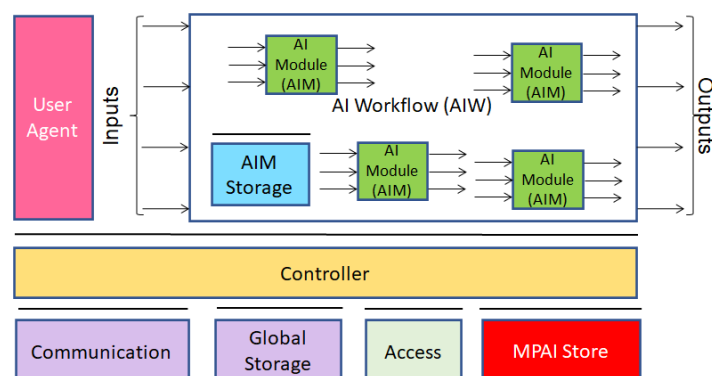 User
Agent
Inputs
AI
Module
(AIM)
AI
Module
(AIM)
AI Workflow (AIW)
AIM
Storage
AI
Module
(AIM)
AI
Module
(AIM)
Outputs
Controller
Communication
Global
Storage
Access
MPAI Store